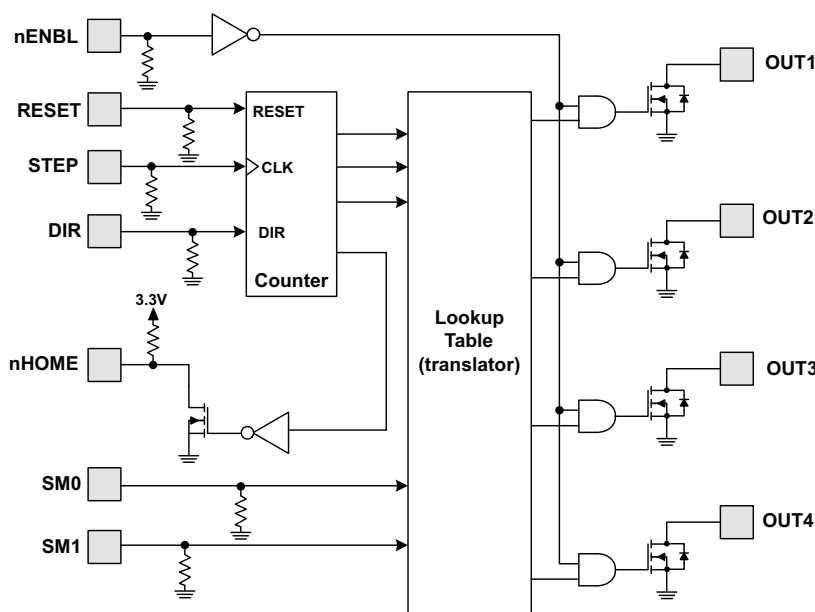 nENBL
OUT1
RESET
RESET
STEP
CLK
DIR
DIR
Counter
OUT2
3.3V
nHOME
Lookup
Table
(translator)
OUT3
SM0
SM1
OUT4